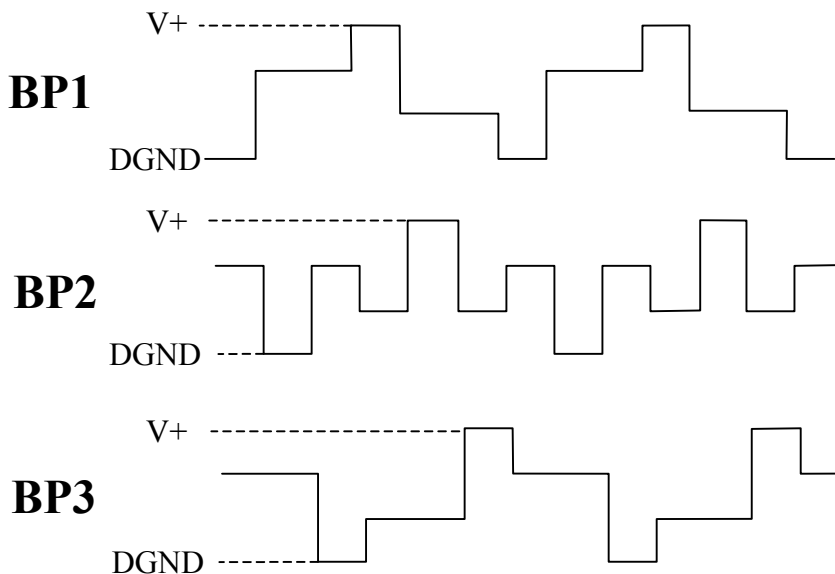 V+
BP1
DGND
V+
BP2
DGND
V+
BP3
DGND